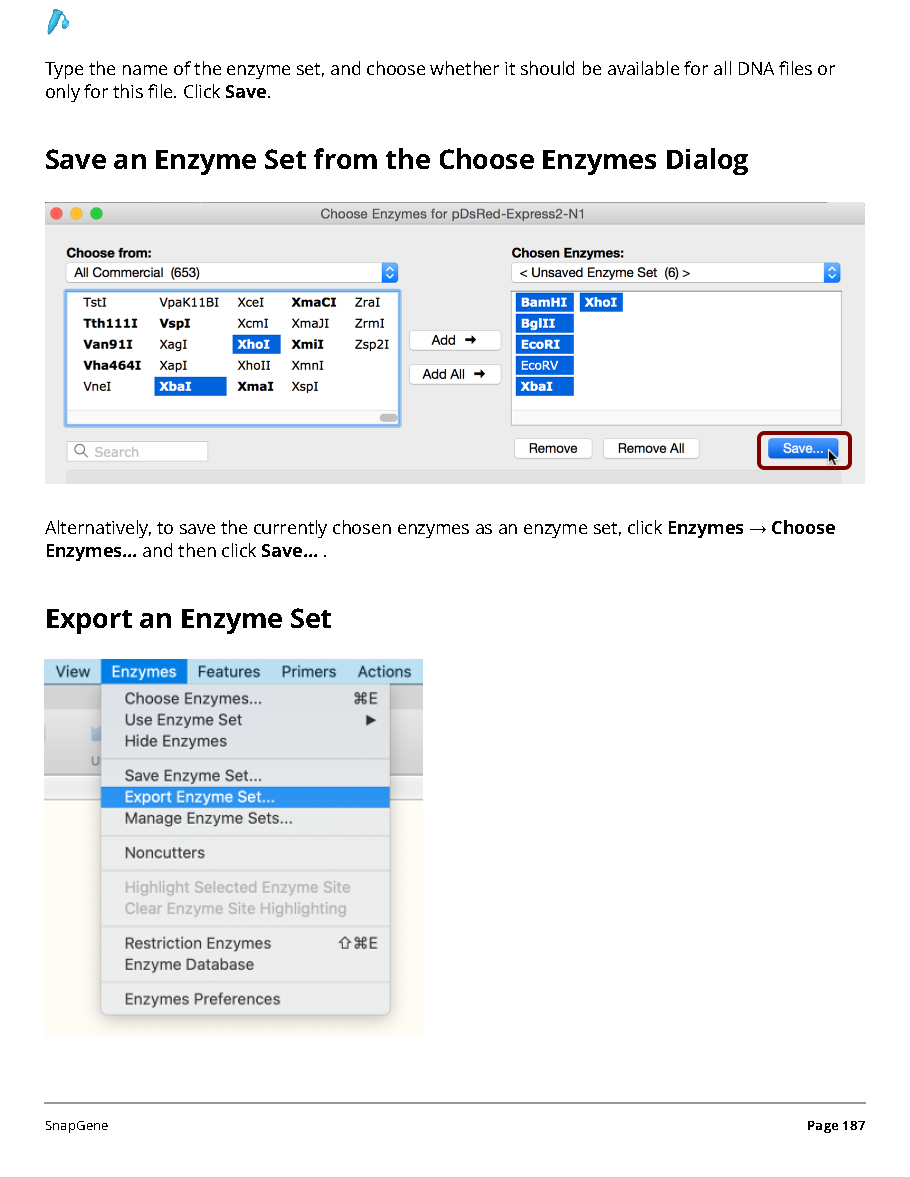 Type the name of the enzyme set, and choose whether it should be available for all DNA files or
only for this file. Click Save.
Save an Enzyme Set from the Choose Enzymes Dialog
Choose Enzymes for pDsRed-Express2-N1
Choose from:
All Commercial (653)
TstI VpaK11BI XceI XmaCI ZraI
Tth111I VspI XcmI XmaJI ZrmI
Van91I XagI XhoI XmiI Zsp2I
Vha464I XapI XhoII XmnI
VneI XbaI XmaI XspI
Search
Add →
Add All →
Chosen Enzymes:
< Unsaved Enzyme Set (6) >
BamHI XhoI
BglII
EcoRI
EcoRV
XbaI
Remove Remove All Save...
Alternatively, to save the currently chosen enzymes as an enzyme set, click Enzymes → Choose
Enzymes... and then click Save... .
Export an Enzyme Set
View Enzymes Features Primers Actions
Choose Enzymes... ⌘E
Use Enzyme Set ▶
Hide Enzymes
U
Save Enzyme Set...
Export Enzyme Set...
Manage Enzyme Sets...
Noncutters
Highlight Selected Enzyme Site
Clear Enzyme Site Highlighting
Restriction Enzymes ⇧⌘E
Enzyme Database
Enzymes Preferences
SnapGene Page 187